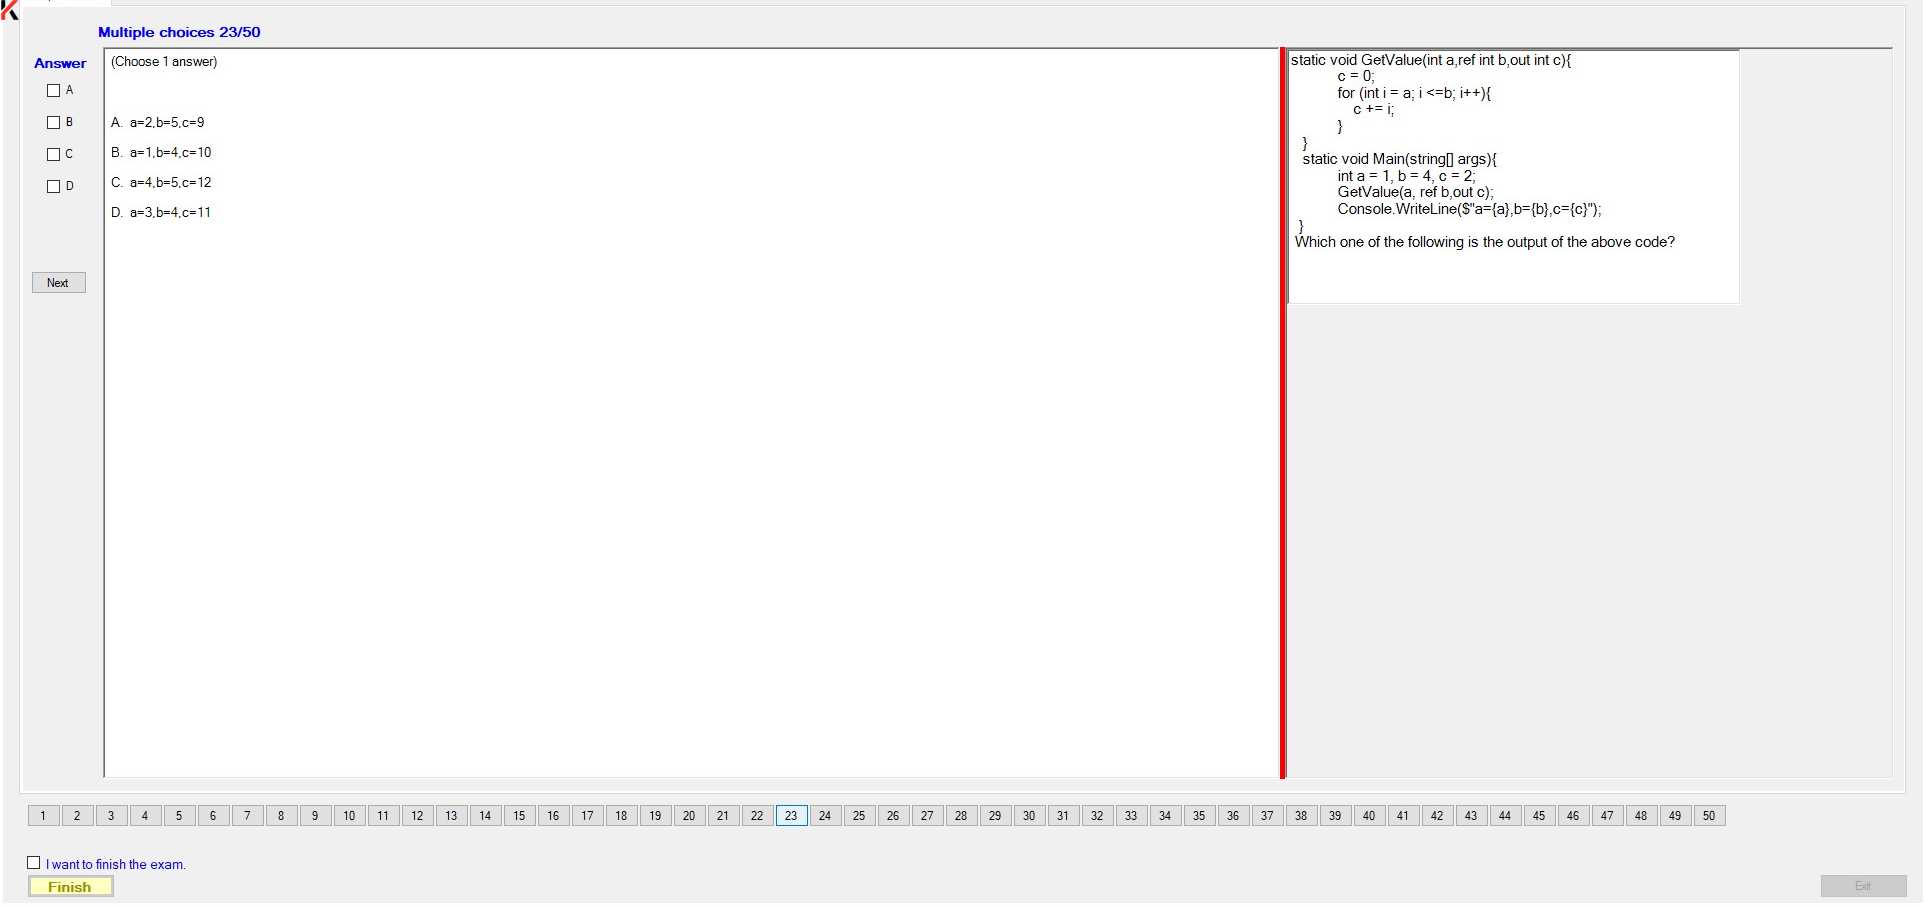 Multiple choices 23/50
Answer
A
B
C
D
Next
(Choose 1 answer)
A. a=2,b=5,c=9
B. a=1,b=4,c=10
C. a=4,b=5,c=12
D. a=3,b=4,c=11
static void GetValue(int a,ref int b,out int c){
c = 0;
for (int i = a; i <=b; i++){
c += i;
}
}
static void Main(string[] args){
int a = 1, b = 4, c = 2;
GetValue(a, ref b,out c);
Console.WriteLine($"a={a},b={b},c={c}");
}
Which one of the following is the output of the above code?
1 2 3 4 5 6 7 8 9 10 11 12 13 14 15 16 17 18 19 20 21 22 23 24 25 26 27 28 29 30 31 32 33 34 35 36 37 38 39 40 41 42 43 44 45 46 47 48 49 50
I want to finish the exam.
Finish
Exit